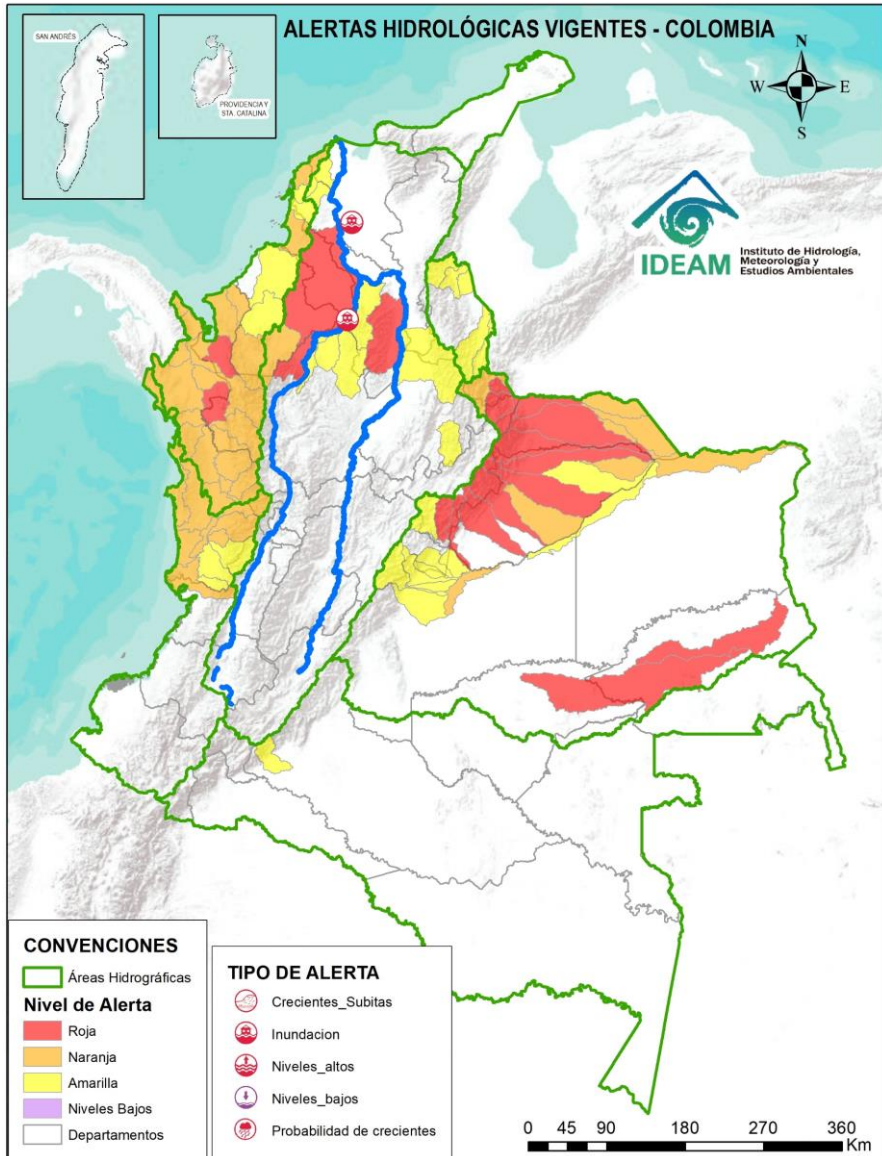 ALERTAS HIDROLÓGICAS VIGENTES - COLOMBIA
SAN ANDRÉS
PROVIDENCIA Y
STA. CATALINA
N
W
E
S
IDEAM
Instituto de Hidrología,
Meteorología y
Estudios Ambientales
CONVENCIONES
Áreas Hidrográficas
Nivel de Alerta
Roja
Naranja
Amarilla
Niveles Bajos
Departamentos
TIPO DE ALERTA
Crecientes_Subitas
Inundacion
Niveles_altos
Niveles_bajos
Probabilidad de crecientes
0 45 90 180 270 360
Km